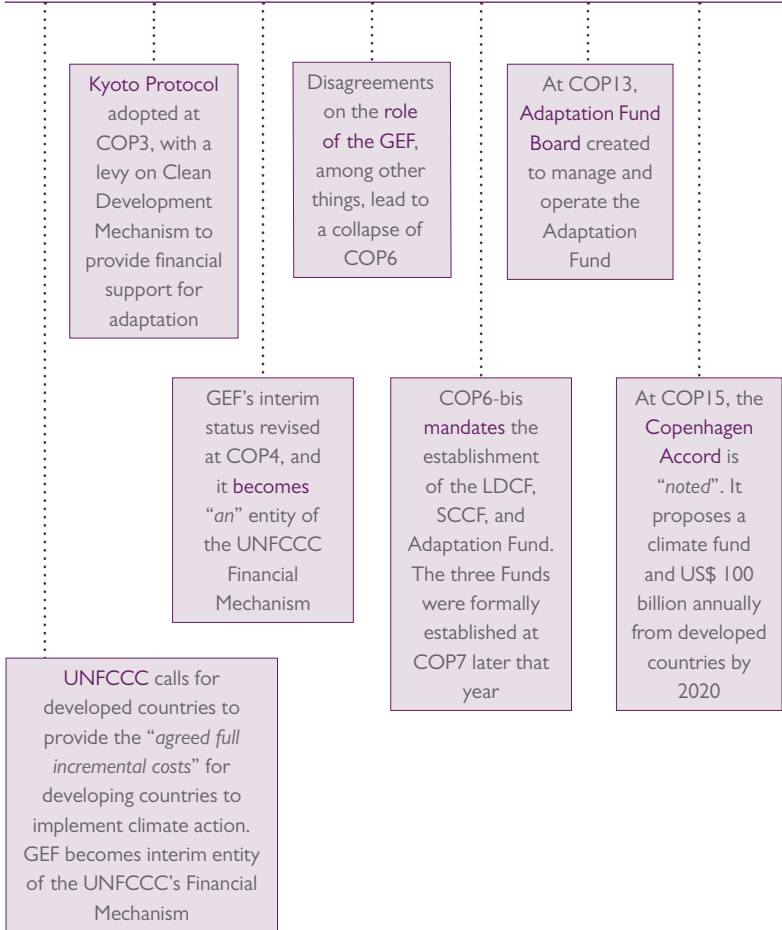 Kyoto Protocol
adopted at
COP3, with a
levy on Clean
Development
Mechanism to
provide financial
support for
adaptation
Disagreements
on the role
of the GEF,
among other
things, lead to
a collapse of
COP6
At COP13,
Adaptation Fund
Board created
to manage and
operate the
Adaptation
Fund
GEF's interim
status revised
at COP4, and
it becomes
“an” entity of
the UNFCCC
Financial
Mechanism
COP6-bis
mandates the
establishment
of the LDCF,
SCCF, and
Adaptation Fund.
The three Funds
were formally
established at
COP7 later that
year
At COP15, the
Copenhagen
Accord is
“noted”. It
proposes a
climate fund
and US$ 100
billion annually
from developed
countries by
2020
UNFCCC calls for
developed countries to
provide the “agreed full
incremental costs” for
developing countries to
implement climate action.
GEF becomes interim entity
of the UNFCCC's Financial
Mechanism